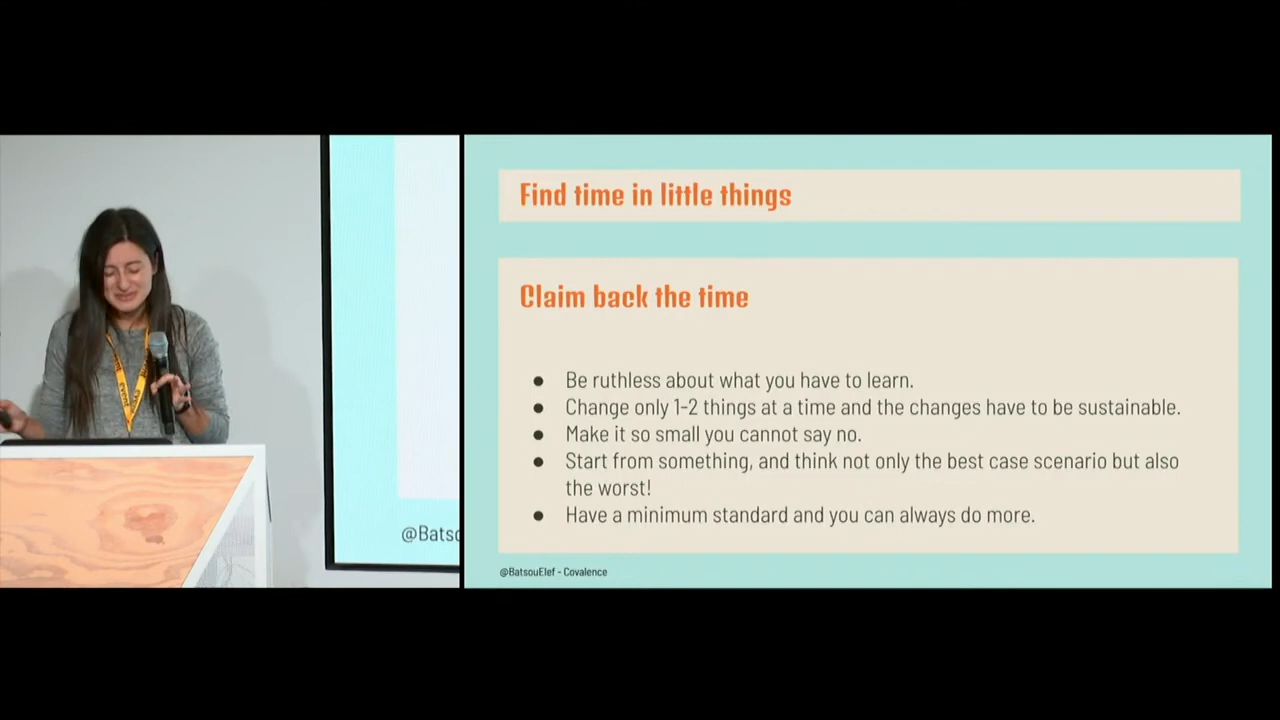 Find time in little things
Claim back the time
● Be ruthless about what you have to learn.
● Change only 1-2 things at a time and the changes have to be sustainable.
● Make it so small you cannot say no.
● Start from something, and think not only the best case scenario but also
the worst!
● Have a minimum standard and you can always do more.
@BatsouElef - Covalence
@Batso